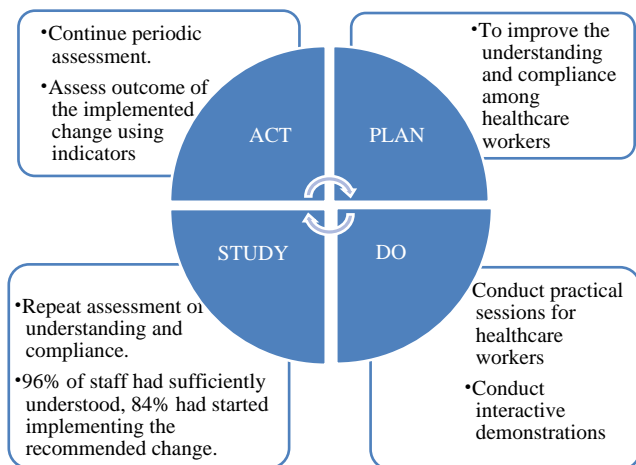 •Continue periodic
assessment.
•Assess outcome of
the implemented
change using
indicators
ACT
PLAN
•To improve the
understanding
and compliance
among
healthcare
workers
STUDY
DO
•Repeat assessment of
understanding and
compliance.
•96% of staff had sufficiently
understood, 84% had started
implementing the
recommended change.
Conduct practical
sessions for
healthcare
workers
•Conduct
interactive
demonstrations